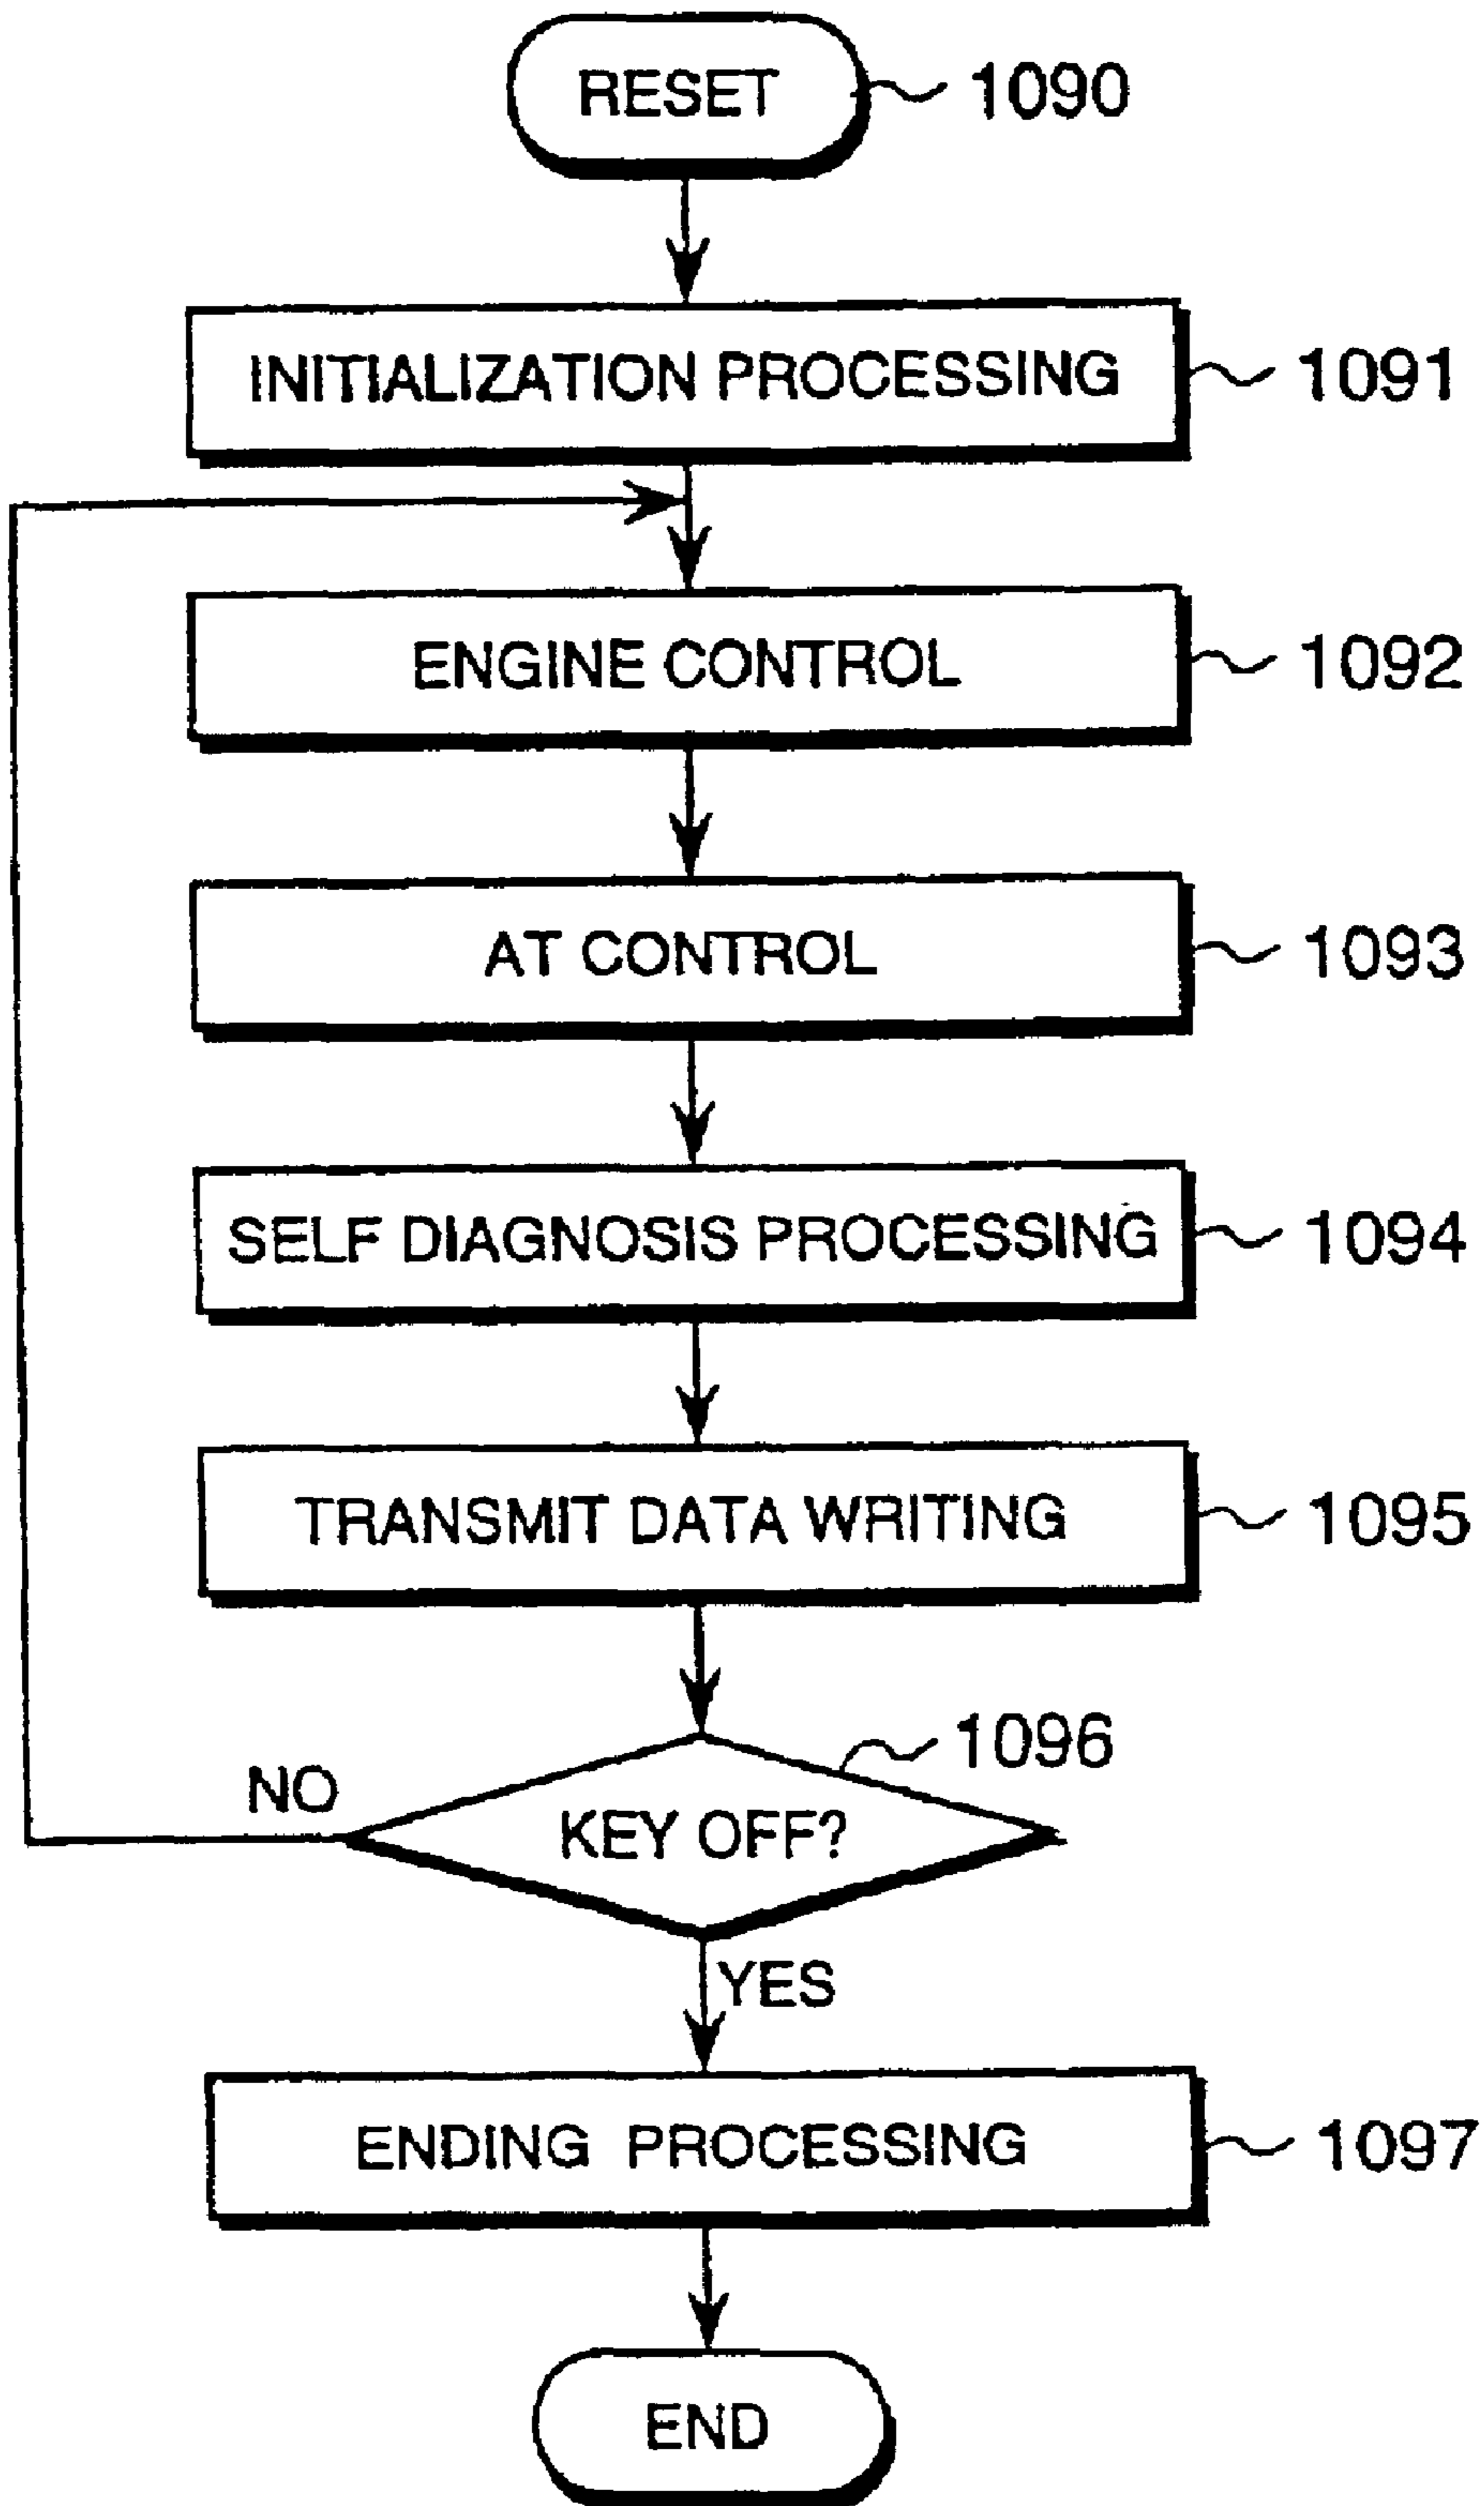 RESET 1090
INITIALIZATION PROCESSING 1091
ENGINE CONTROL 1092
AT CONTROL 1093
SELF DIAGNOSIS PROCESSING 1094
TRANSMIT DATA WRITING 1095
1096
NO
KEY OFF?
YES
ENDING PROCESSING 1097
END